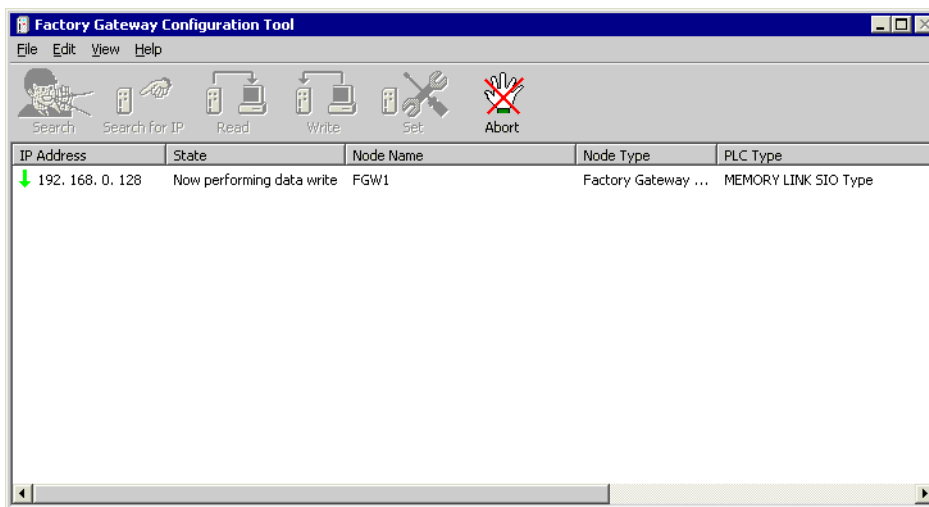 Factory Gateway Configuration Tool
File Edit View Help
Search Search for IP Read Write Set Abort
IP Address State Node Name Node Type PLC Type
192. 168. 0. 128 Now performing data write FGW1 Factory Gateway ... MEMORY LINK SIO Type